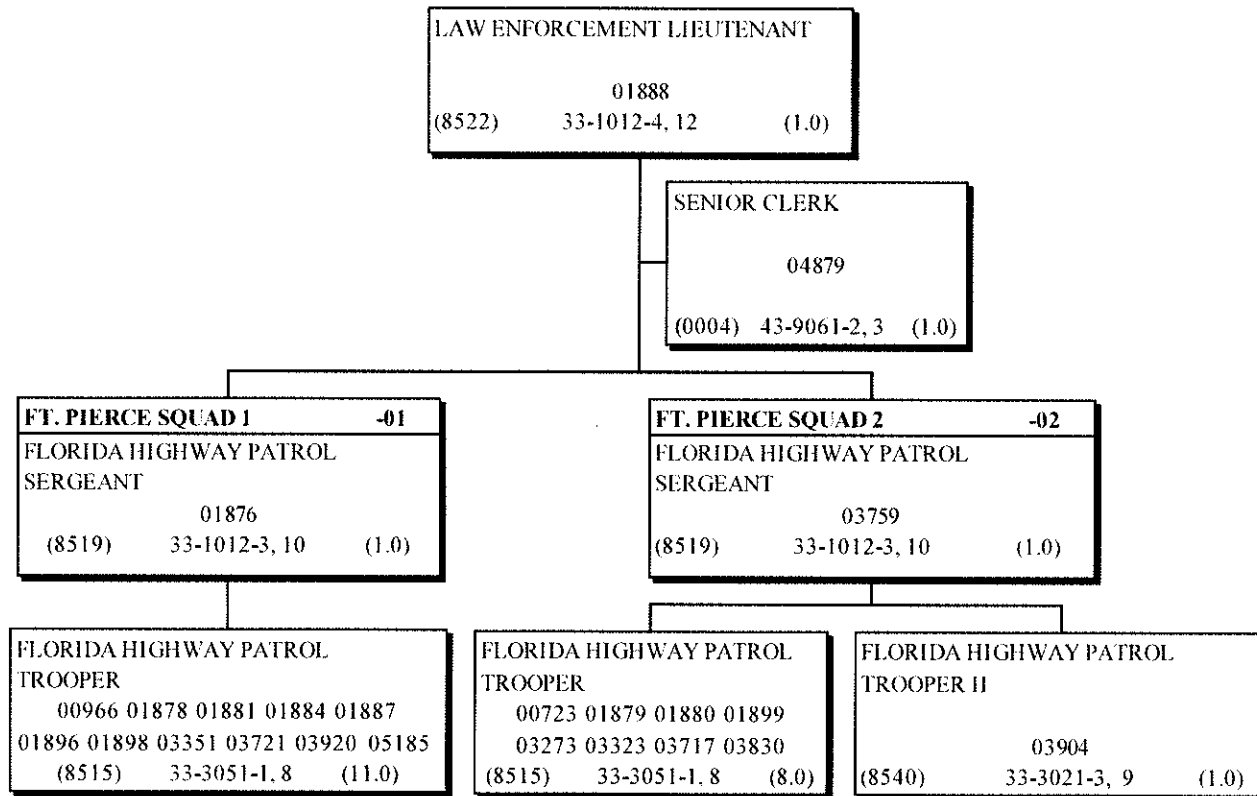 LAW ENFORCEMENT LIEUTENANT
01888
(8522) 33-1012-4, 12 (1.0)
SENIOR CLERK
04879
(0004) 43-9061-2, 3 (1.0)
FT. PIERCE SQUAD 1 -01
FLORIDA HIGHWAY PATROL
SERGEANT
01876
(8519) 33-1012-3, 10 (1.0)
FT. PIERCE SQUAD 2 -02
FLORIDA HIGHWAY PATROL
SERGEANT
03759
(8519) 33-1012-3, 10 (1.0)
FLORIDA HIGHWAY PATROL
TROOPER
00966 01878 01881 01884 01887
01896 01898 03351 03721 03920 05185
(8515) 33-3051-1, 8 (11.0)
FLORIDA HIGHWAY PATROL
TROOPER
00723 01879 01880 01899
03273 03323 03717 03830
(8515) 33-3051-1, 8 (8.0)
FLORIDA HIGHWAY PATROL
TROOPER II
03904
(8540) 33-3021-3, 9 (1.0)